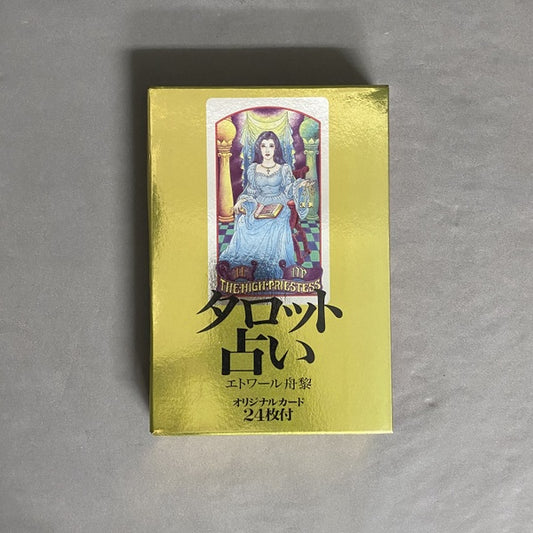 THE·HIGH·PRIESTESS
タロット
占い
エトワール 舟黎
オリジナルカード
24枚付